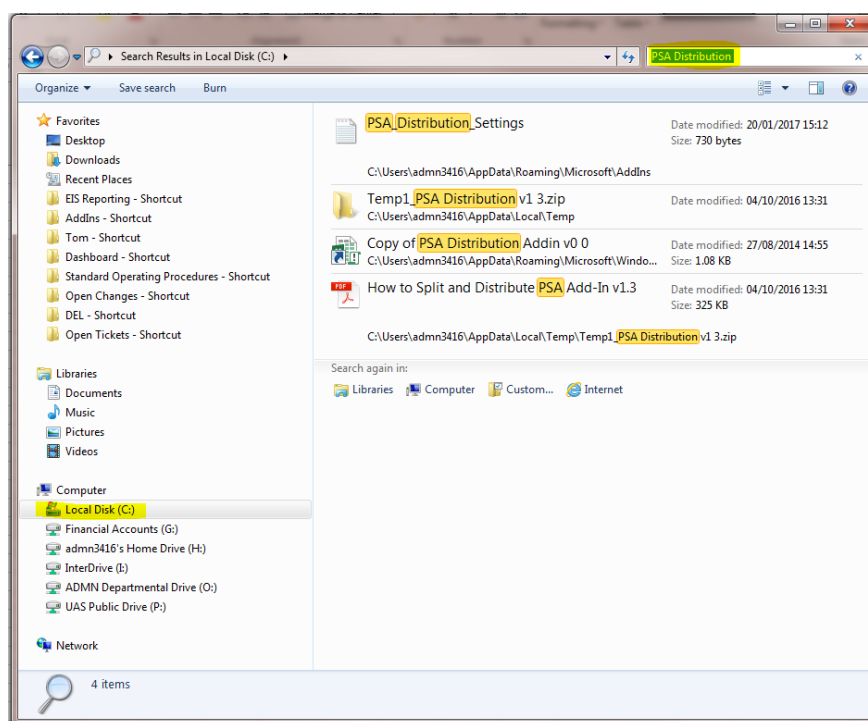 Search Results in Local Disk (C:)
PSA Distribution
Organize
Save search
Burn
Favorites
Desktop
Downloads
Recent Places
EIS Reporting - Shortcut
AddIns - Shortcut
Tom - Shortcut
Dashboard - Shortcut
Standard Operating Procedures - Shortcut
Open Changes - Shortcut
DEL - Shortcut
Open Tickets - Shortcut
Libraries
Documents
Music
Pictures
Videos
Computer
Local Disk (C:)
Financial Accounts (G:)
admn3416's Home Drive (H:)
InterDrive (I:)
ADMN Departmental Drive (O:)
UAS Public Drive (P:)
Network
PSA_Distribution_Settings
Date modified: 20/01/2017 15:12
Size: 730 bytes
C:\Users\admn3416\AppData\Roaming\Microsoft\AddIns
Temp1_PSA Distribution v1 3.zip
Date modified: 04/10/2016 13:31
C:\Users\admn3416\AppData\Local\Temp
Copy of PSA Distribution Addin v0 0
Date modified: 27/08/2014 14:55
C:\Users\admn3416\AppData\Roaming\Microsoft\Windo...
Size: 1.08 KB
PDF
How to Split and Distribute PSA Add-In v1.3
Date modified: 04/10/2016 13:31
Size: 325 KB
C:\Users\admn3416\AppData\Local\Temp\Temp1_PSA Distribution v1 3.zip
Search again in:
Libraries
Computer
Custom...
Internet
4 items